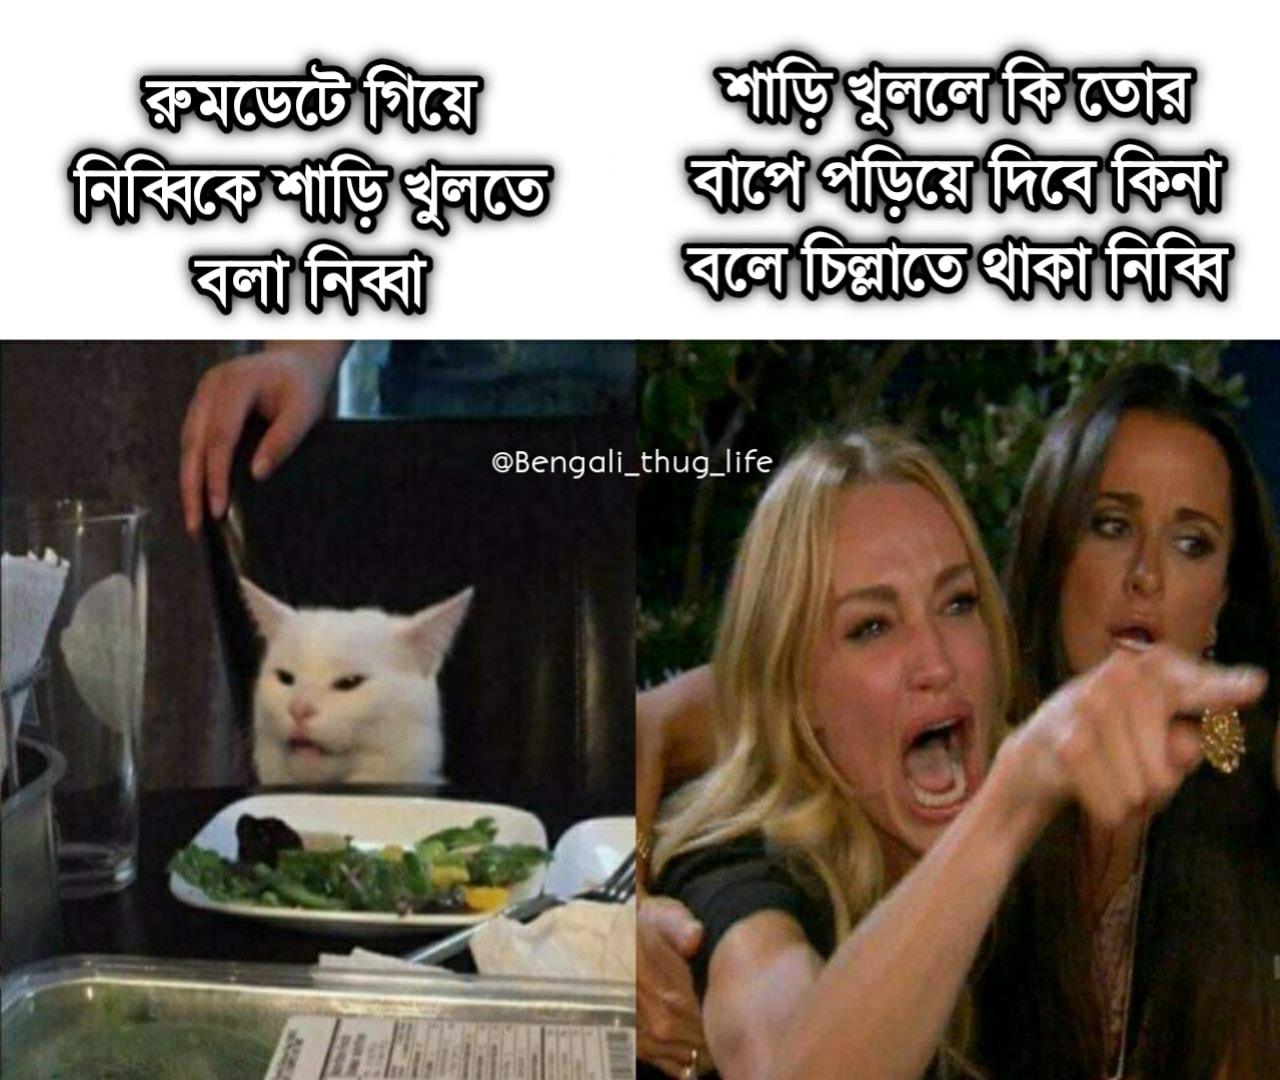 রুমডেটে গিয়ে
নিব্বিকে শাড়ি খুলতে
বলা নিব্বা
শাড়ি খুললে কি তোর
বাপে পড়িয়ে দিবে কিনা
বলে চিল্লাতে থাকা নিব্বি
@Bengali_thug_life